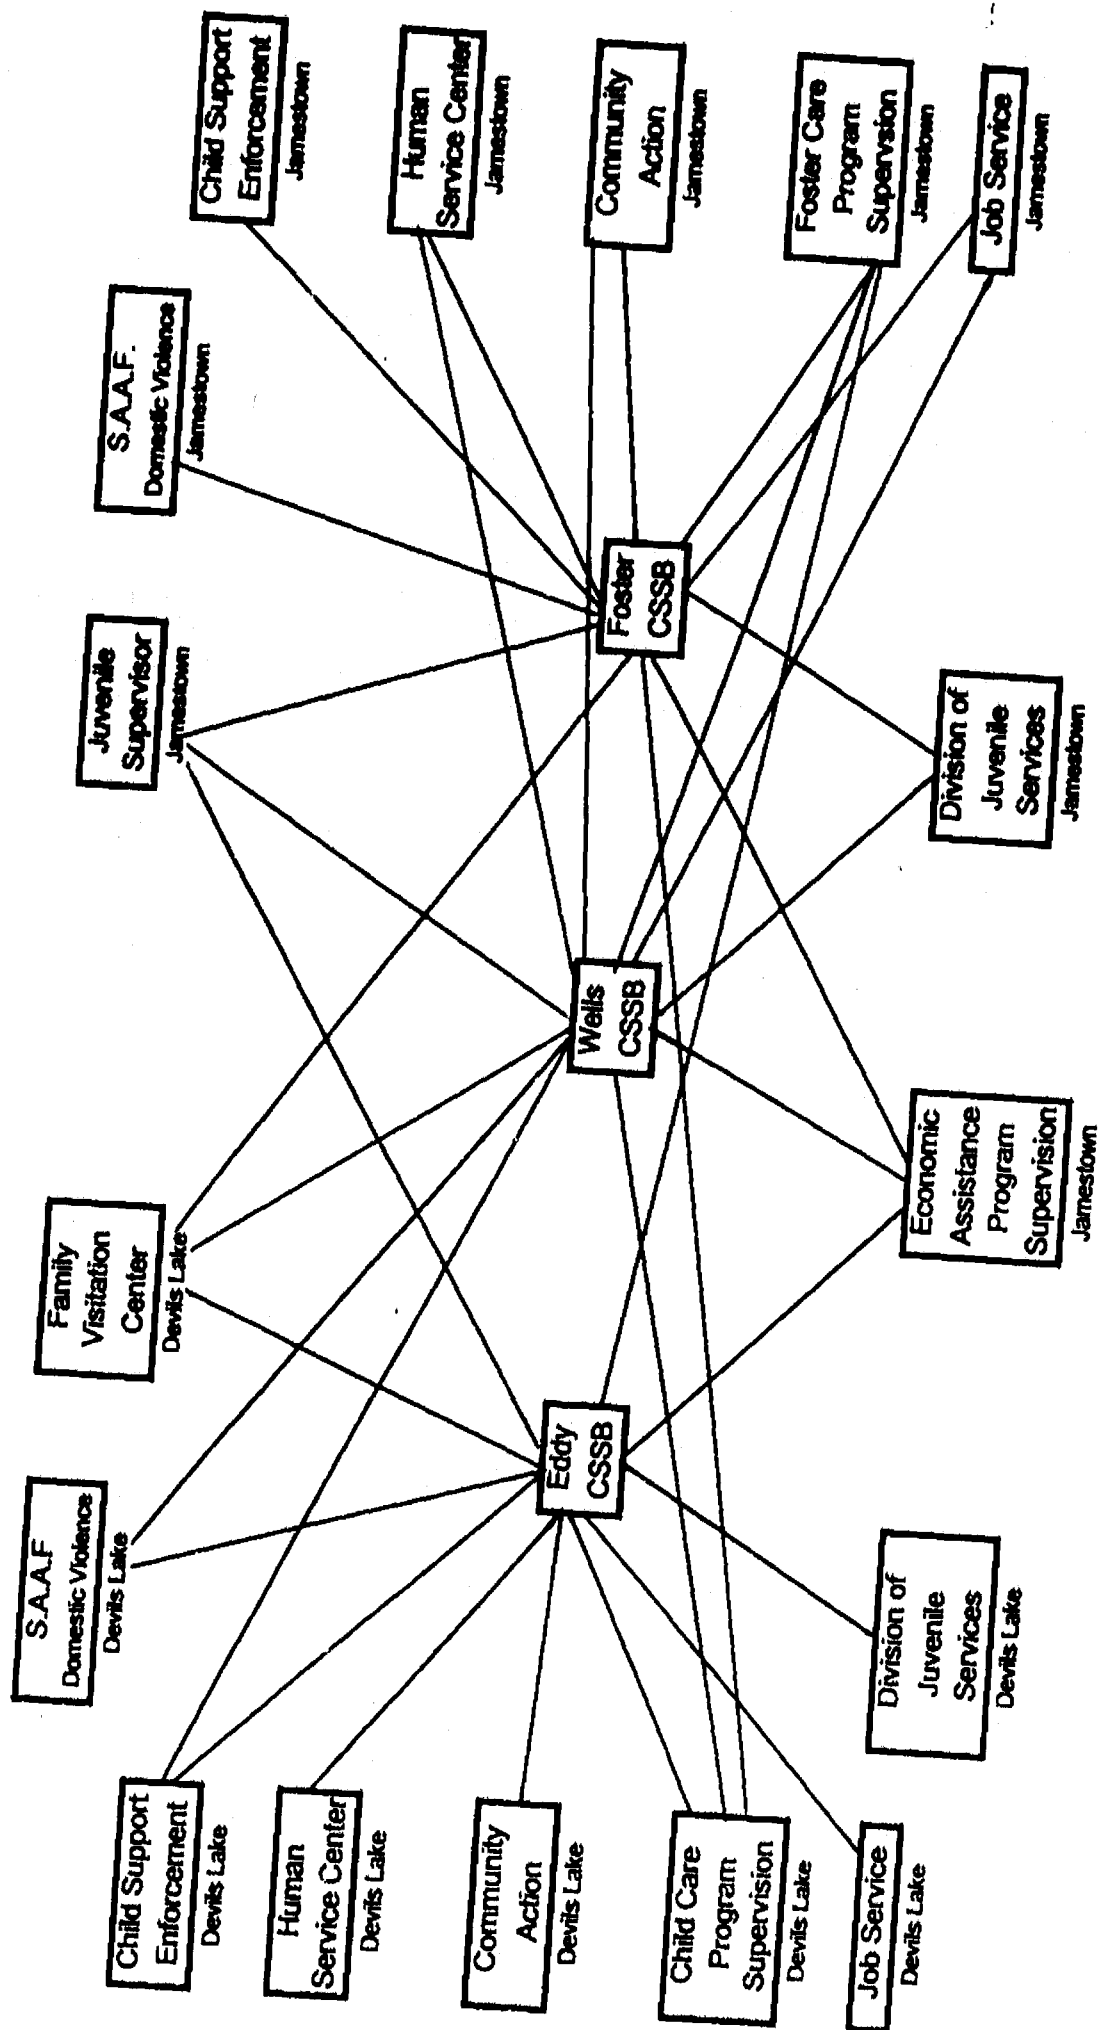 S.A.A.F
Domestic Violence
Devils Lake
Family
Visitation
Center
Devils Lake
Juvenile
Supervisor
Jamestown
S.A.A.F.
Domestic Violence
Jamestown
Child Support
Enforcement
Devils Lake
Child Support
Enforcement
Jamestown
Human
Service Center
Devils Lake
Human
Service Center
Jamestown
Community
Action
Devils Lake
Eddy
CSSB
Wells
CSSB
Foster
CSSB
Community
Action
Jamestown
Child Care
Program
Supervision
Devils Lake
Foster Care
Program
Supervsion
Jamestown
Job Service
Devils Lake
Division of
Juvenile
Services
Devils Lake
Economic
Assistance
Program
Supervision
Jamestown
Division of
Juvenile
Services
Jamestown
Job Service
Jamestown